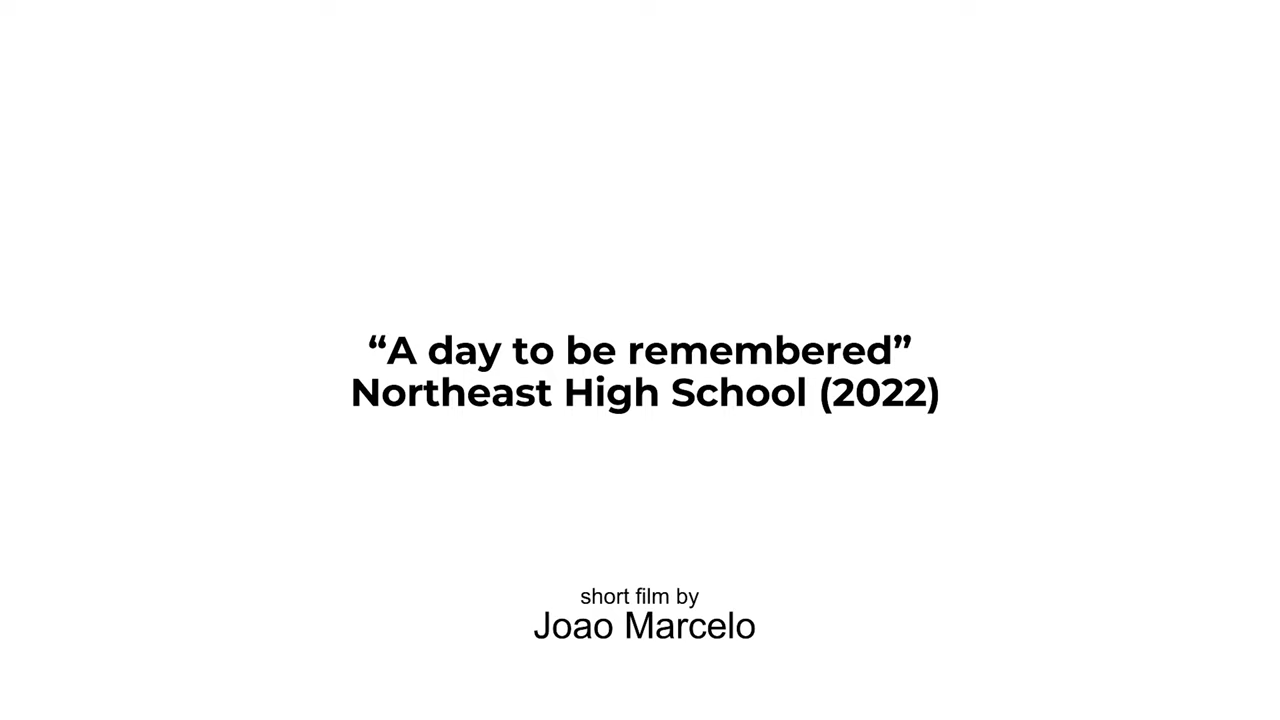 “A day to be remembered”
Northeast High School (2022)
short film by
Joao Marcelo